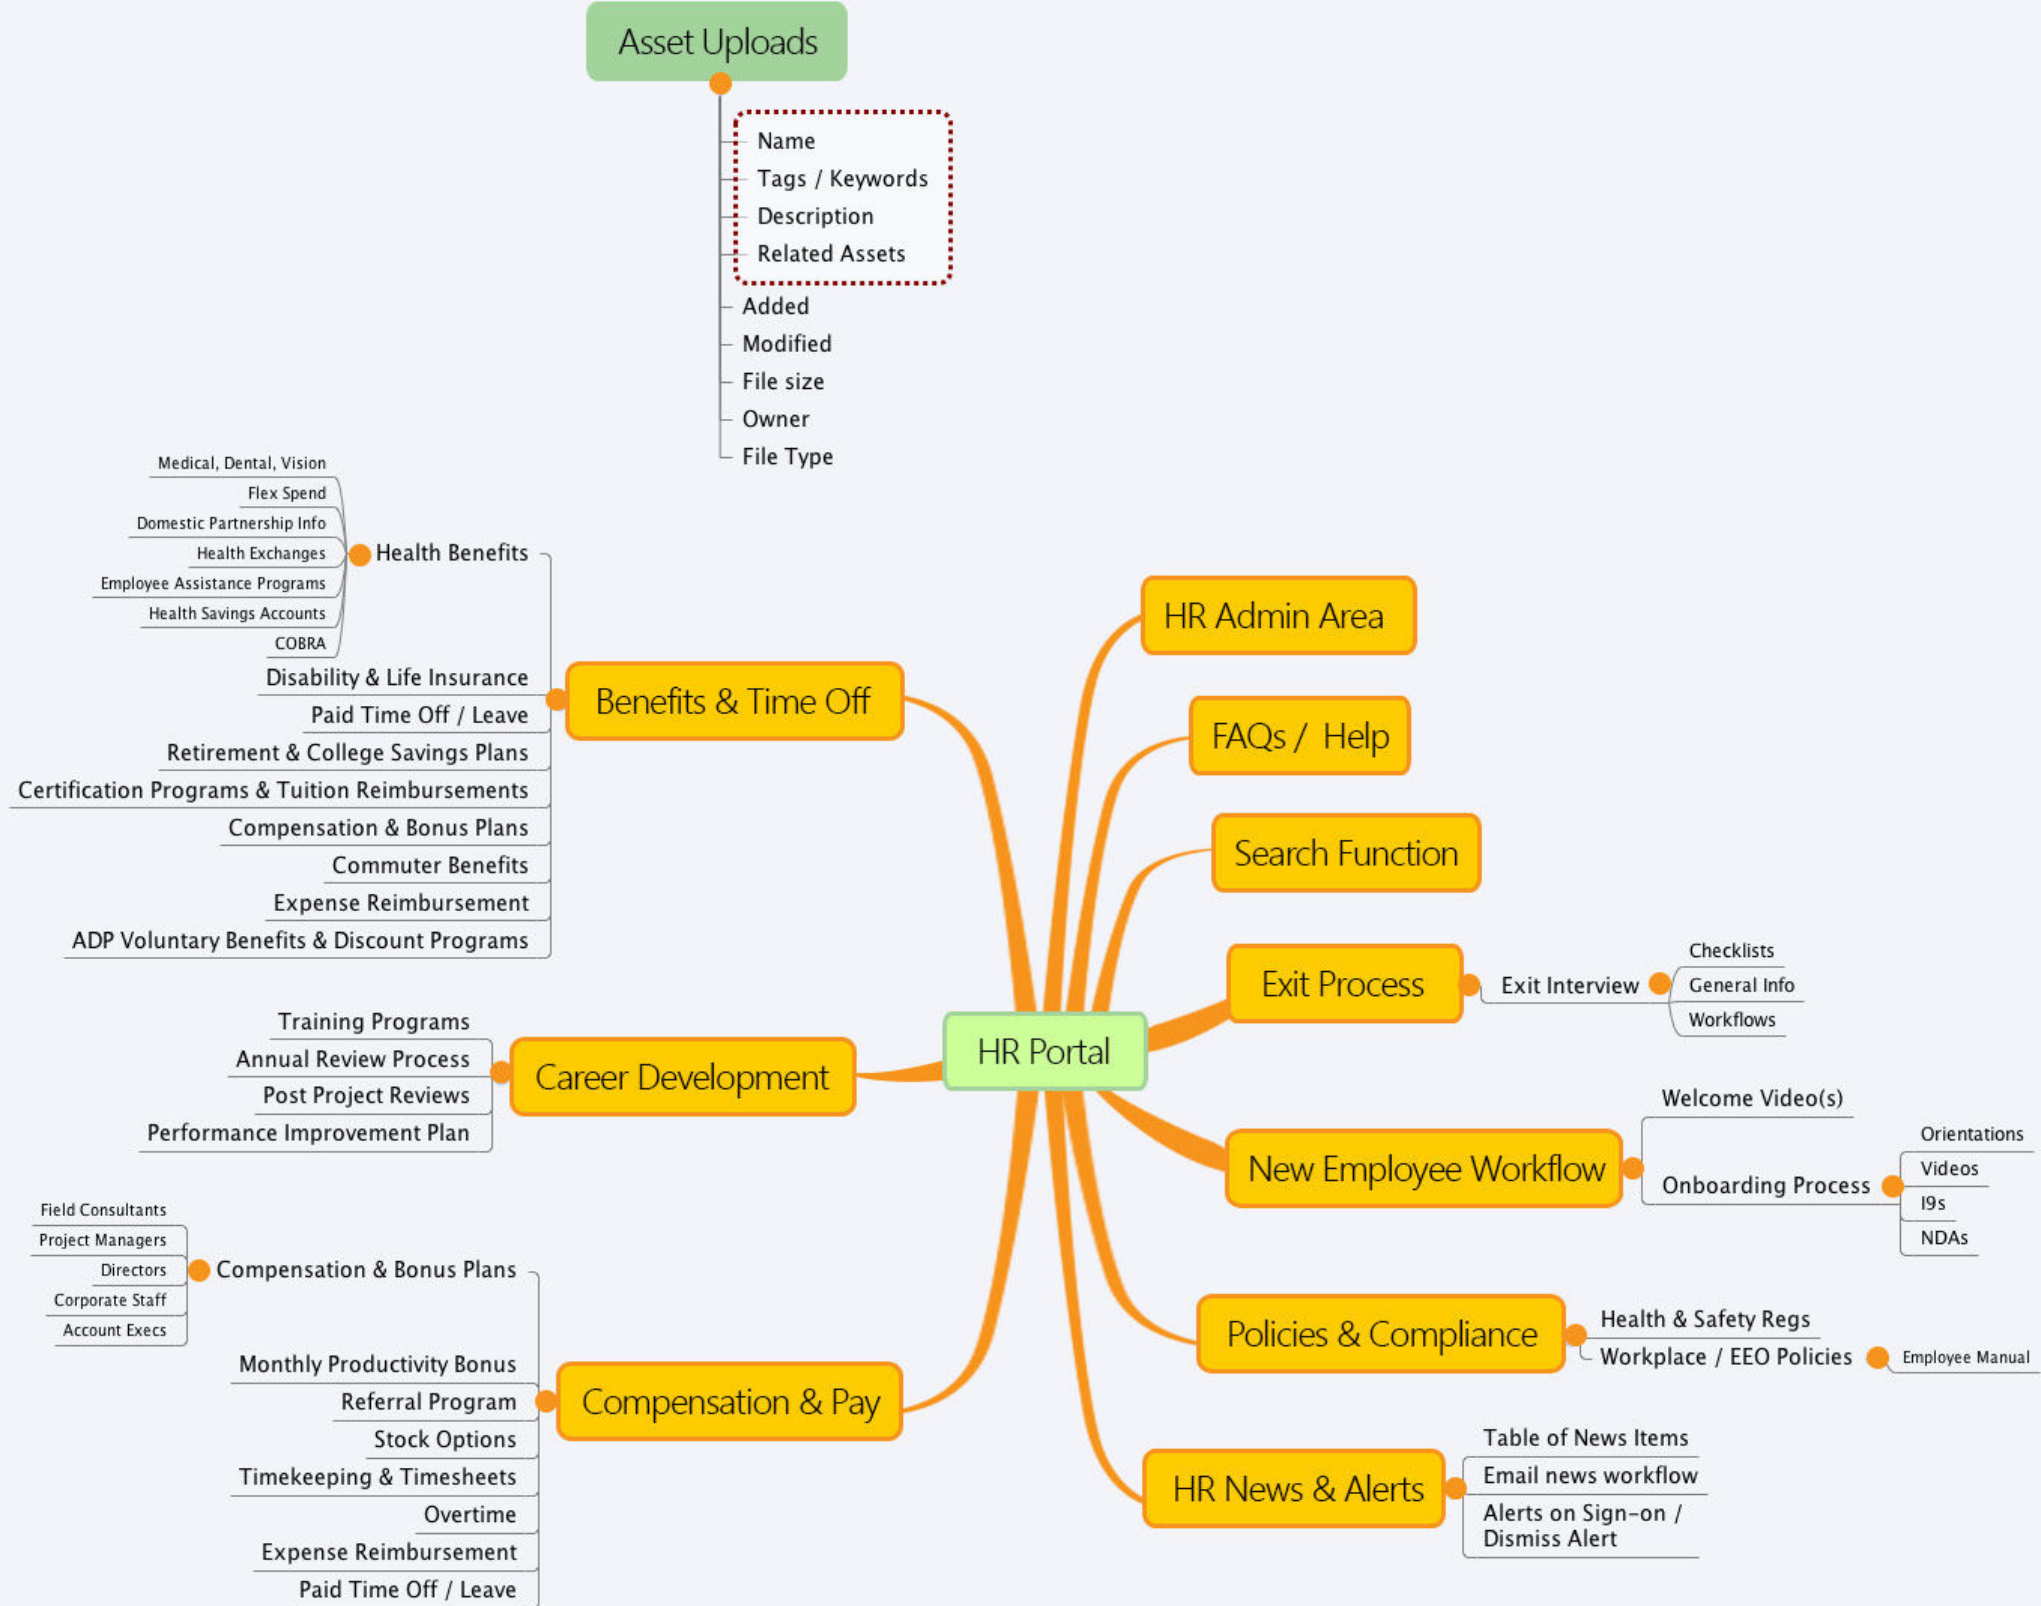 Asset Uploads
Name
Tags / Keywords
Description
Related Assets
Added
Modified
File size
Owner
File Type
Medical, Dental, Vision
Flex Spend
Domestic Partnership Info
Health Exchanges
Employee Assistance Programs
Health Savings Accounts
COBRA
Health Benefits
Disability & Life Insurance
Paid Time Off / Leave
Retirement & College Savings Plans
Certification Programs & Tuition Reimbursements
Compensation & Bonus Plans
Commuter Benefits
Expense Reimbursement
ADP Voluntary Benefits & Discount Programs
Benefits & Time Off
Training Programs
Annual Review Process
Post Project Reviews
Performance Improvement Plan
Career Development
Field Consultants
Project Managers
Directors
Corporate Staff
Account Execs
Compensation & Bonus Plans
Monthly Productivity Bonus
Referral Program
Stock Options
Timekeeping & Timesheets
Overtime
Expense Reimbursement
Paid Time Off / Leave
Compensation & Pay
HR Portal
HR Admin Area
FAQs /  Help
Search Function
Exit Process
Exit Interview
Checklists
General Info
Workflows
New Employee Workflow
Welcome Video(s)
Onboarding Process
Orientations
Videos
I9s
NDAs
Policies & Compliance
Health & Safety Regs
Workplace / EEO Policies
Employee Manual
HR News & Alerts
Table of News Items
Email news workflow
Alerts on Sign-on /
Dismiss Alert